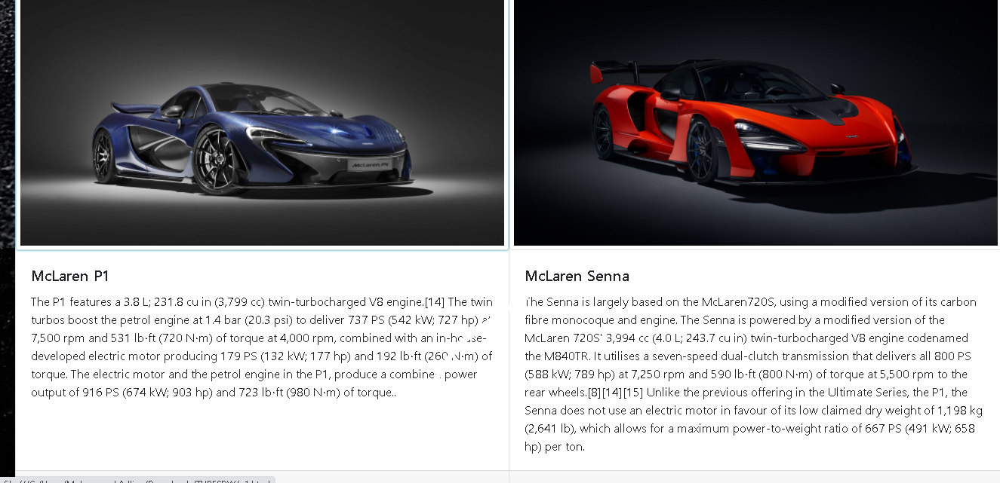 McLaren P1
McLaren P1
The P1 features a 3.8 L; 231.8 cu in (3,799 cc) twin-turbocharged V8 engine.[14] The twin
turbos boost the petrol engine at 1.4 bar (20.3 psi) to deliver 737 PS (542 kW; 727 hp)
7,500 rpm and 531 lb·ft (720 N·m) of torque at 4,000 rpm, combined with an
developed electric motor producing 179 PS (132 kW; 177 hp) and 192 lb·ft (260 N·m) of
torque. The electric motor and the petrol engine in the P1, produce a power
output of 916 PS (674 kW; 903 hp) and 723 lb·ft (980 N·m) of torque..
McLaren Senna
The Senna is largely based on the McLaren720S, using a modified version of its carbon
fibre monocoque and engine. The Senna is powered by a modified version of the
McLaren 720S' 3,994 cc (4.0 L; 243.7 cu in) twin-turbocharged V8 engine codenamed
the M840TR. It utilises a seven-speed dual-clutch transmission that delivers all 800 PS
(588 kW; 789 hp) at 7,250 rpm and 590 lb·ft (800 N·m) of torque at 5,500 rpm to the
rear wheels.[8][14][15] Unlike the previous offering in the Ultimate Series, the P1, the
Senna does not use an electric motor in favour of its low claimed dry weight of 1,198 kg
(2,641 lb), which allows for a maximum power-to-weight ratio of 667 PS (491 kW; 658
hp) per ton.